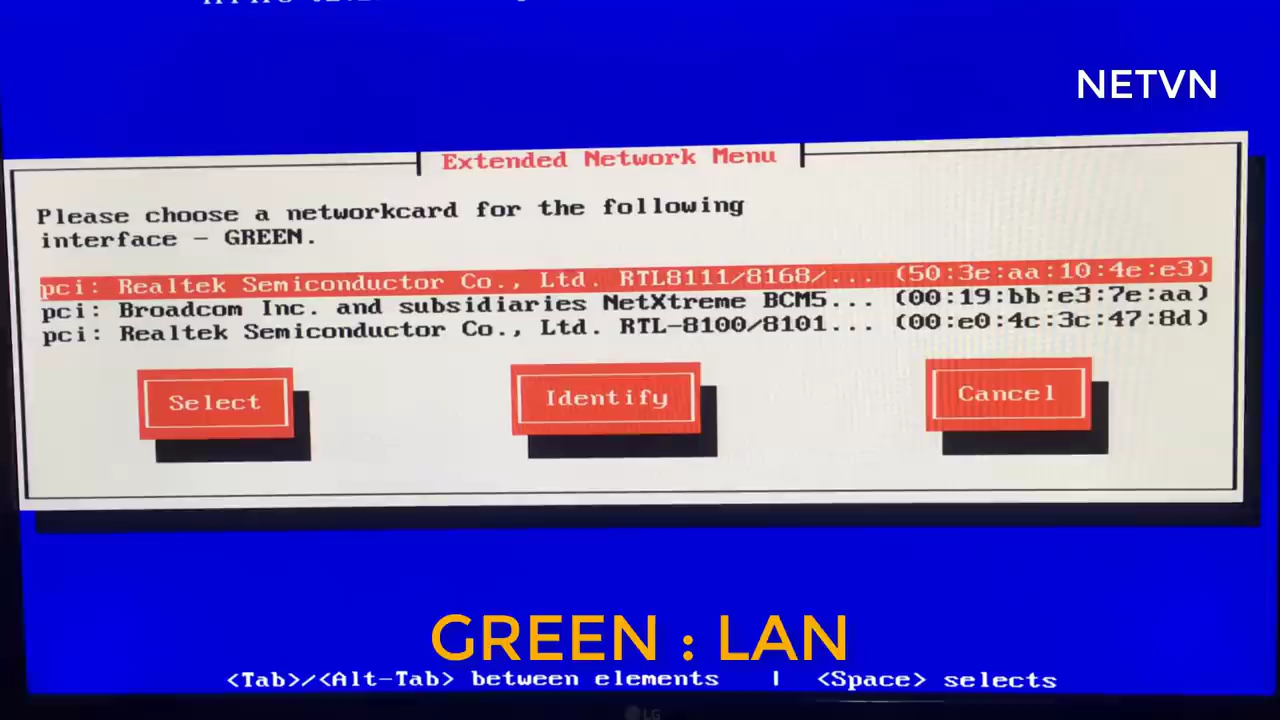 NETVN
Extended Network Menu
Please choose a networkcard for the following
interface - GREEN.
pci: Realtek Semiconductor Co., Ltd. RTL8111/8168/... (50:3e:aa:10:4e:e3)
pci: Broadcom Inc. and subsidiaries NetXtreme BCM5... (00:19:bb:e3:7e:aa)
pci: Realtek Semiconductor Co., Ltd. RTL-8100/8101... (00:e0:4c:3c:47:8d)
Select Identify Cancel
GREEN : LAN
<Tab>/<Alt-Tab> between elements | <Space> selects
LG